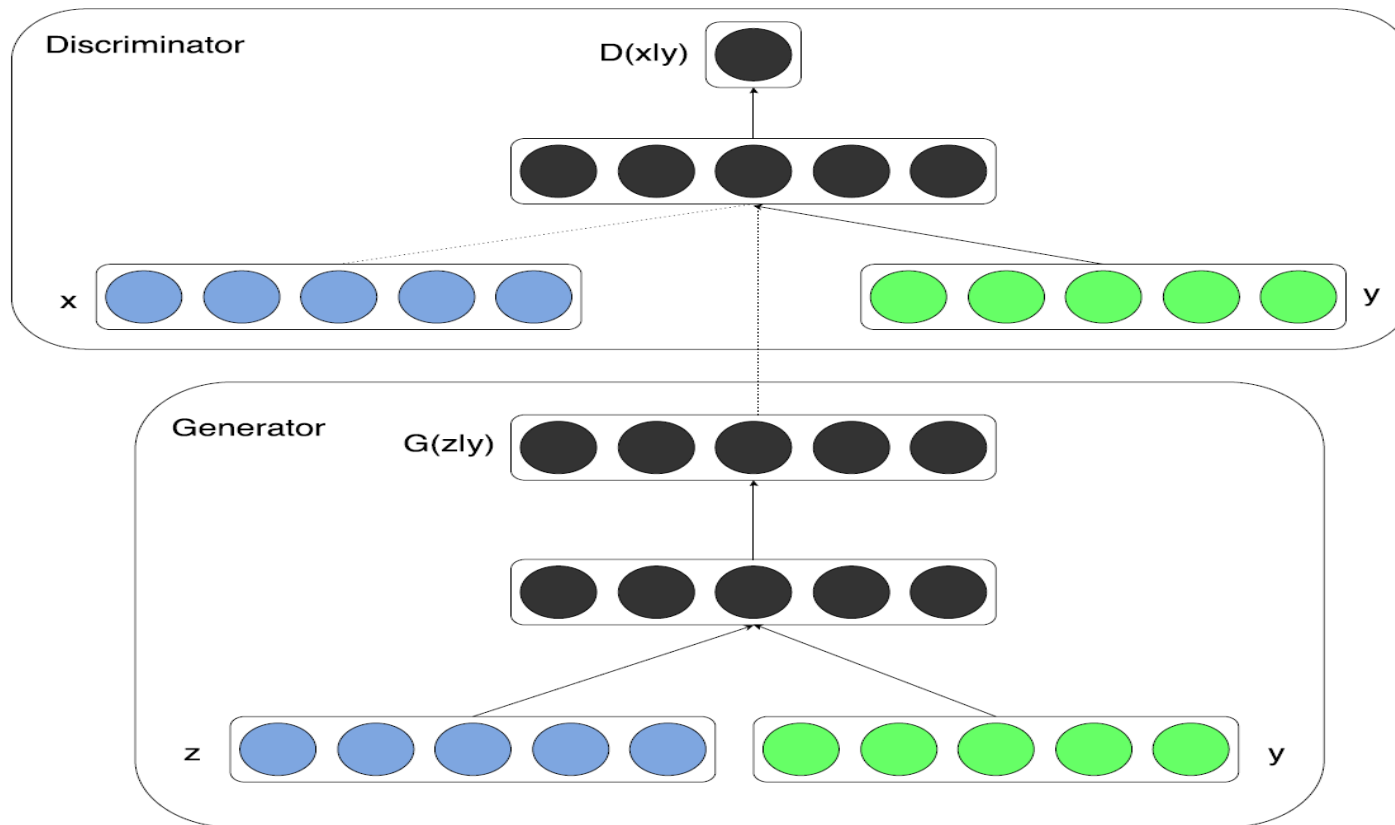 Discriminator
D(x|y)
x
y
Generator
G(z|y)
z
y